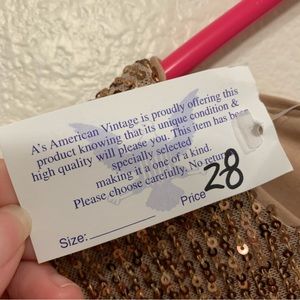 A's American Vintage is proudly offering this
product knowing that its unique condition &
high quality will please you. This item has been
specially selected
making it a one of a kind.
Please choose carefully. No return
Size:
Price 28